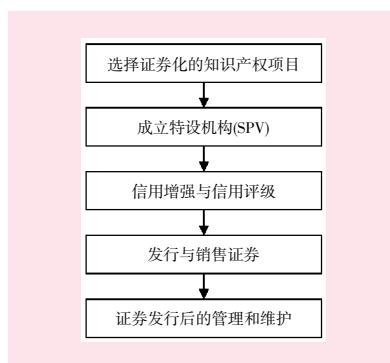 选择证券化的知识产权项目
成立特设机构(SPV)
信用增强与信用评级
发行与销售证券
证券发行后的管理和维护